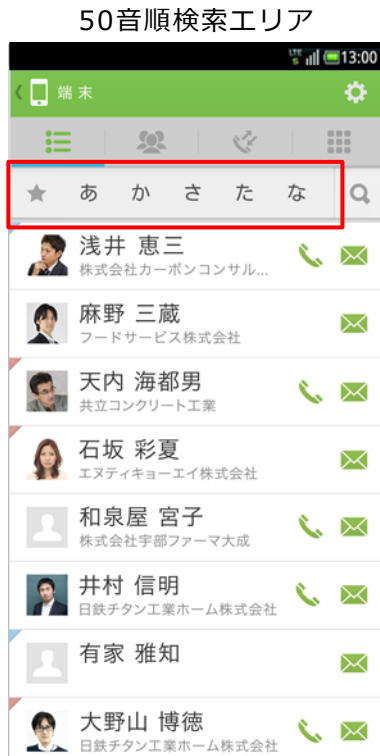 50音順検索エリア
LTE 13:00
端末
あ か さ た な
浅井 恵三
株式会社カーボンコンサル...
麻野 三蔵
フードサービス株式会社
天内 海都男
共立コンクリート工業
石坂 彩夏
エヌティキョーエイ株式会社
和泉屋 宮子
株式会社宇部ファーマ大成
井村 信明
日鉄チタン工業ホーム株式会社
有家 雅知
大野山 博徳
日鉄チタン工業ホーム株式会社